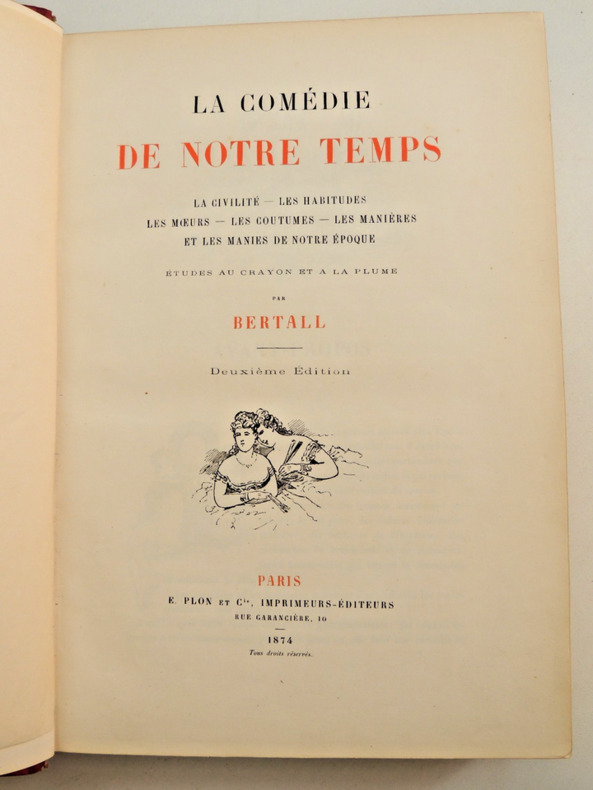 LA COMÉDIE
DE NOTRE TEMPS
LA CIVILITÉ — LES HABITUDES
LES MŒURS — LES COUTUMES — LES MANIÈRES
ET LES MANIES DE NOTRE ÉPOQUE
ÉTUDES AU CRAYON ET A LA PLUME
PAR
BERTALL
Deuxième Édition
PARIS
E. PLON ET Cie, IMPRIMEURS-ÉDITEURS
RUE GARANCIÈRE, 10
1874
Tous droits réservés.